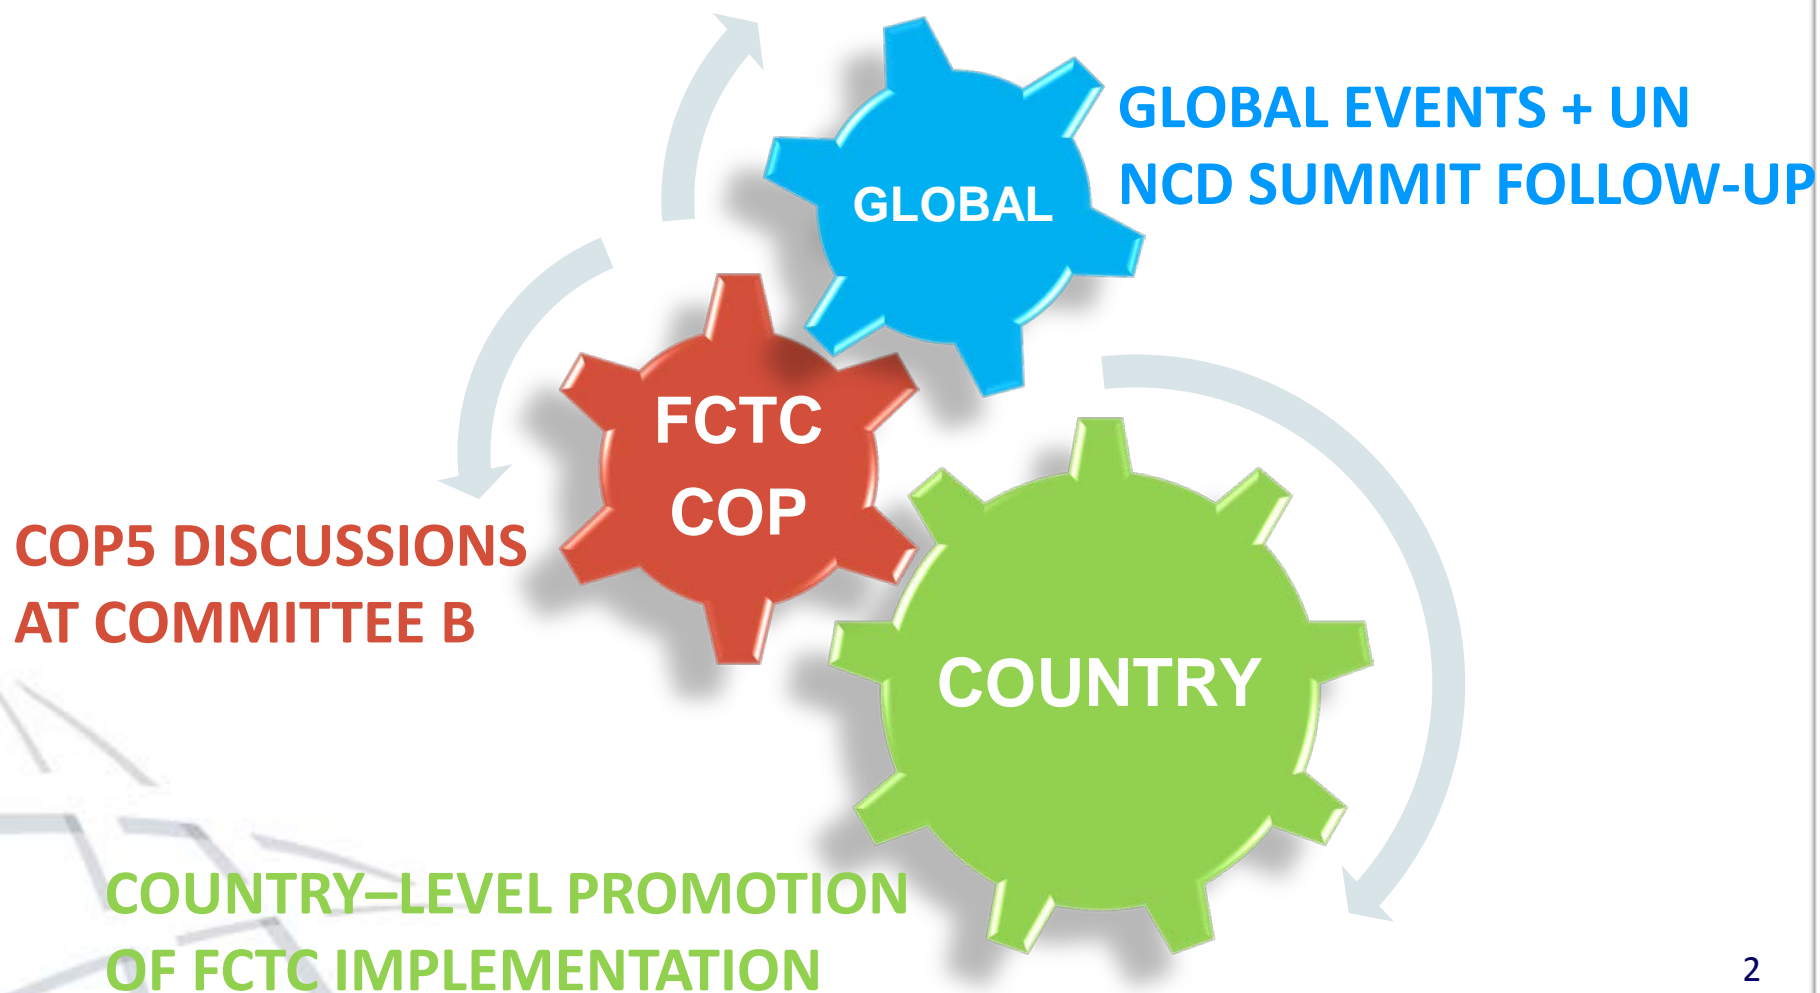 GLOBAL EVENTS + UN
NCD SUMMIT FOLLOW-UP
GLOBAL
FCTC
COP
COP5 DISCUSSIONS
AT COMMITTEE B
COUNTRY
COUNTRY–LEVEL PROMOTION
OF FCTC IMPLEMENTATION
2